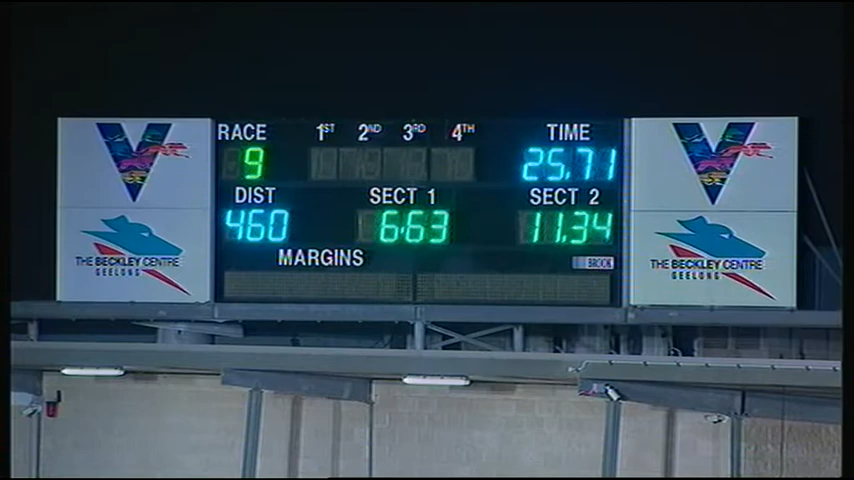 RACE 1ST 2ND 3RD 4TH TIME
9 25.71
DIST SECT 1 SECT 2
460 6.63 11.34
MARGINS BROOK
V
THE BECKLEY CENTRE
GEELONG
V
THE BECKLEY CENTRE
GEELONG